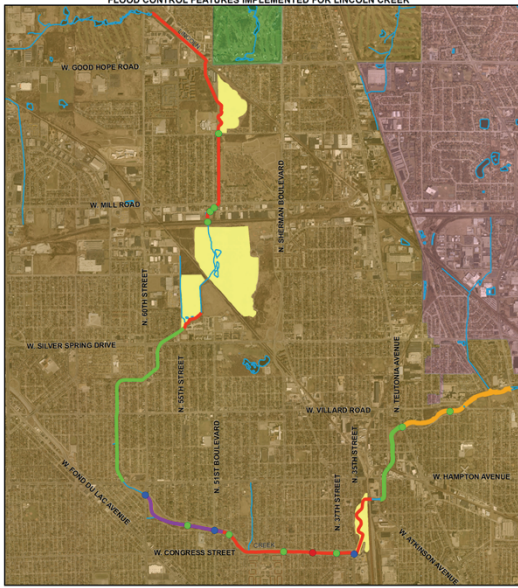 FLOOD CONTROL FEATURES IMPLEMENTED FOR LINCOLN CREEK
W. GOOD HOPE ROAD
W. MILL ROAD
N. SHERMAN BOULEVARD
N. 60TH STREET
W. SILVER SPRING DRIVE
N. 55TH STREET
N. TEUTONIA AVENUE
W. VILLARD ROAD
N. 51ST BOULEVARD
N. 35TH STREET
N. 37TH STREET
W. HAMPTON AVENUE
W. FOND DU LAC AVENUE
W. CONGRESS STREET
CREEK
W. ATKINSON AVENUE